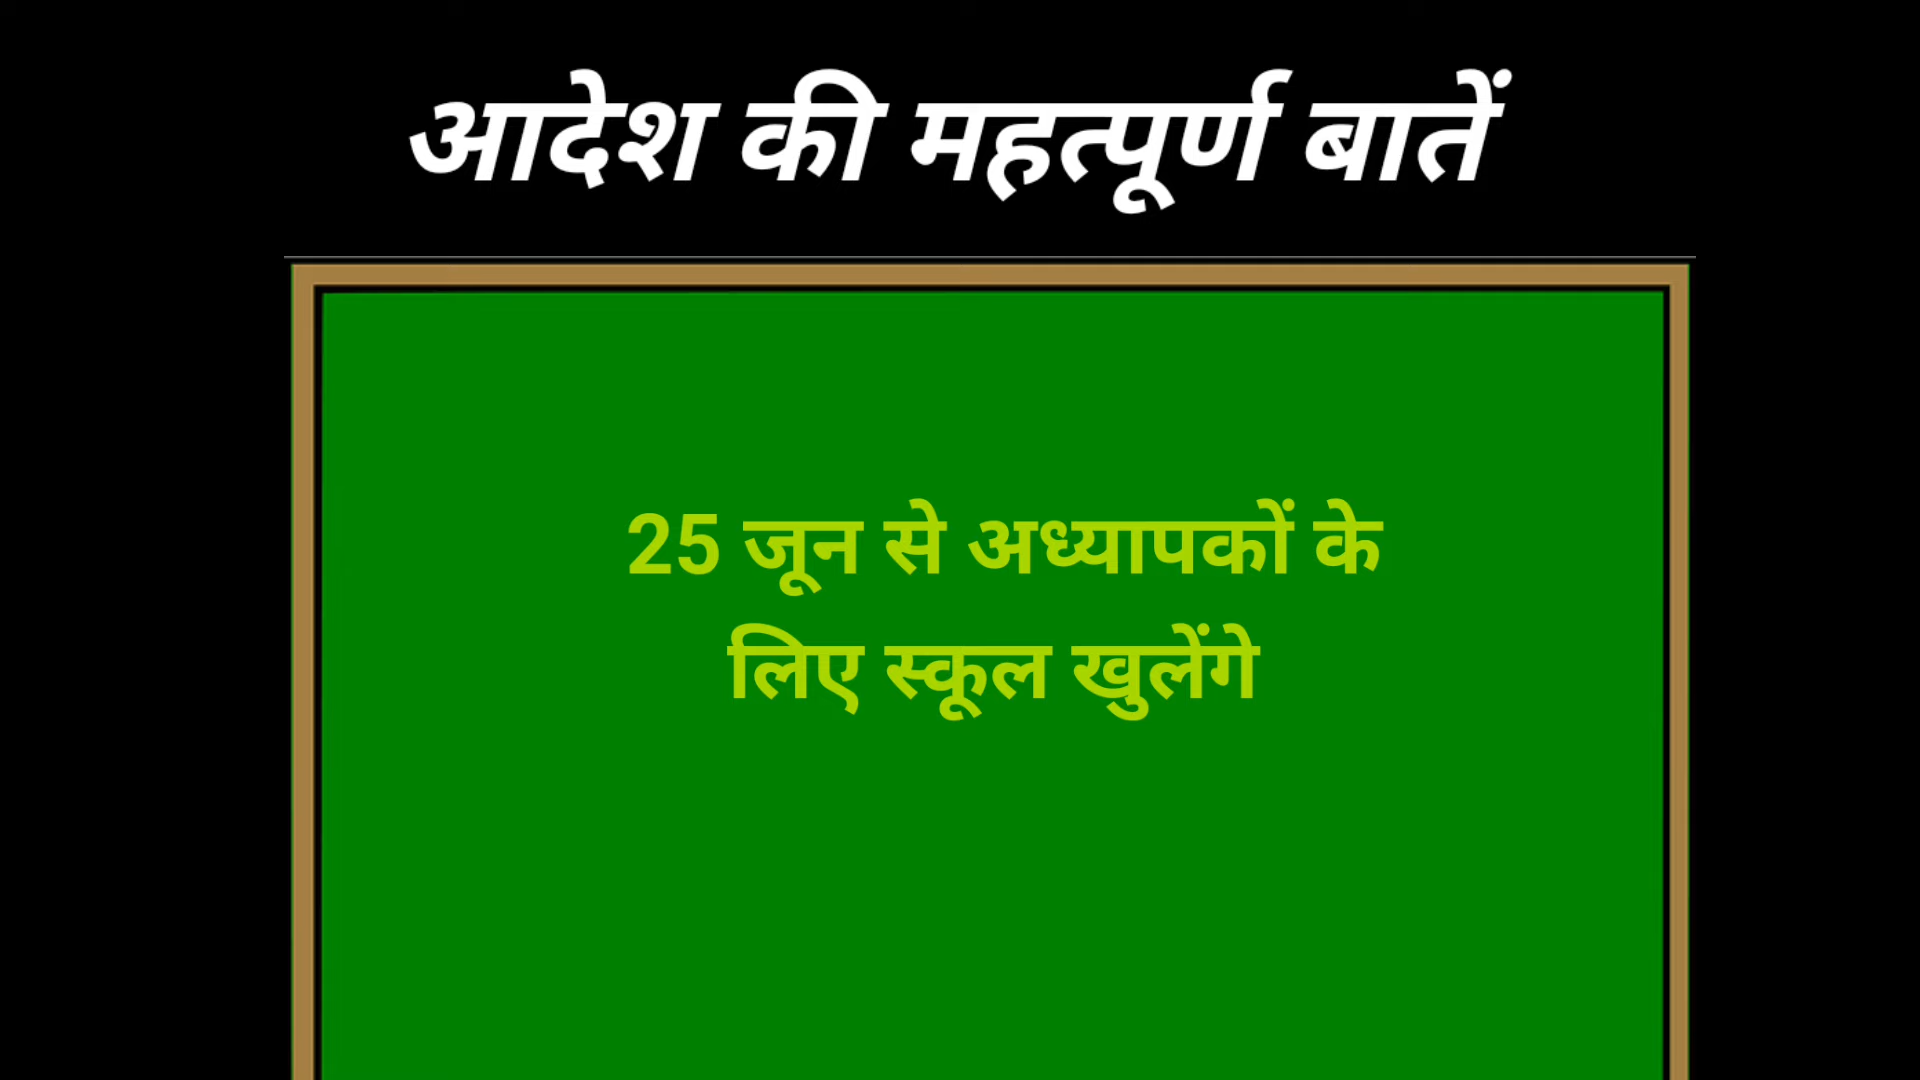 आदेश की महत्पूर्ण बातें
25 जून से अध्यापकों के
लिए स्कूल खुलेंगे